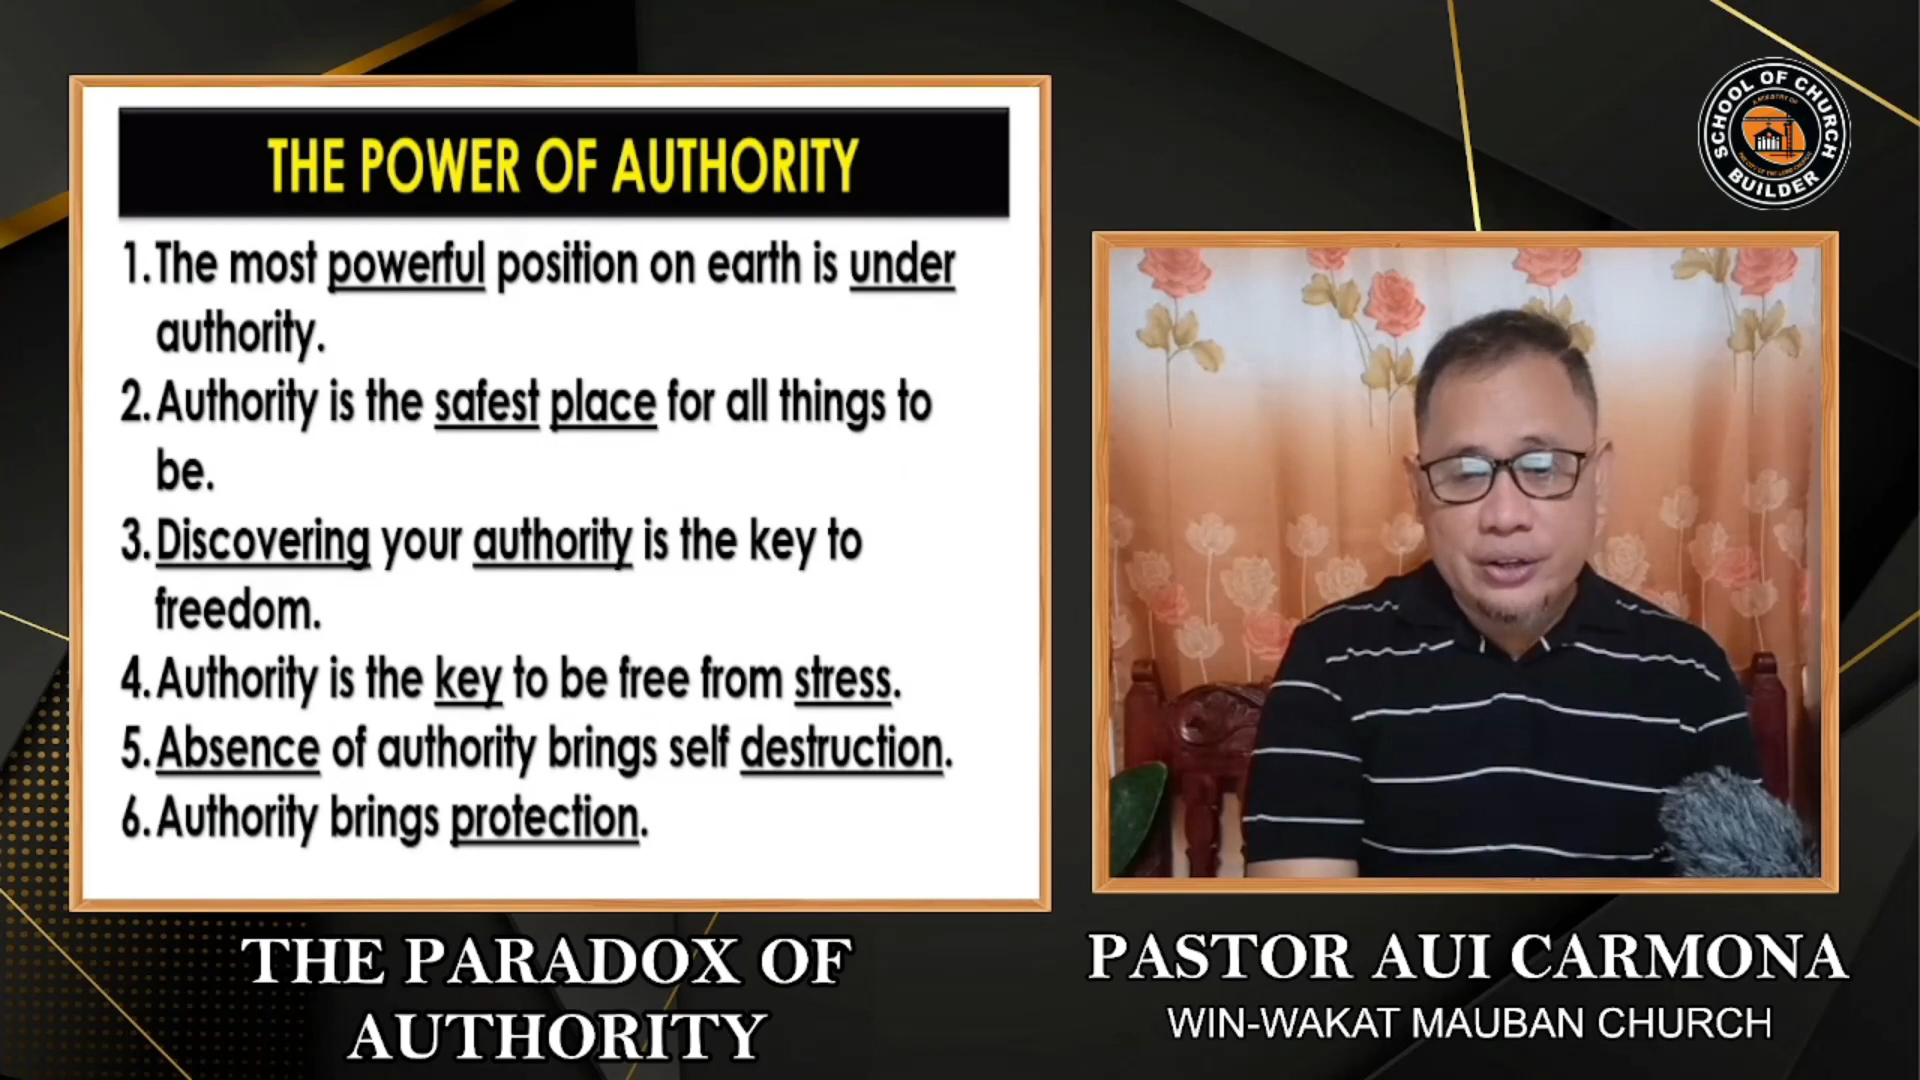 THE POWER OF AUTHORITY
1. The most powerful position on earth is under
authority.
2. Authority is the safest place for all things to
be.
3. Discovering your authority is the key to
freedom.
4. Authority is the key to be free from stress.
5. Absence of authority brings self destruction.
6. Authority brings protection.
THE PARADOX OF
AUTHORITY
SCHOOL OF CHURCH
BUILDER
PASTOR AUI CARMONA
WIN-WAKAT MAUBAN CHURCH